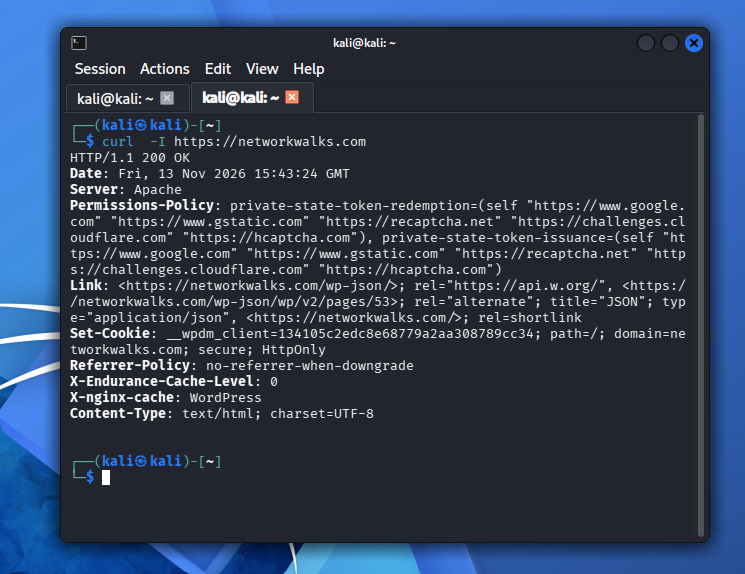 kali@kali: ~
Session Actions Edit View Help
kali@kali: ~
kali@kali: ~
┌──(kali㉿kali)-[~]
└─$ curl  -I https://networkwalks.com
HTTP/1.1 200 OK
Date: Fri, 13 Nov 2026 15:43:24 GMT
Server: Apache
Permissions-Policy: private-state-token-redemption=(self "https://www.google.
com" "https://www.gstatic.com" "https://recaptcha.net" "https://challenges.cl
oudflare.com" "https://hcaptcha.com"), private-state-token-issuance=(self "ht
tps://www.google.com" "https://www.gstatic.com" "https://recaptcha.net" "http
s://challenges.cloudflare.com" "https://hcaptcha.com")
Link: <https://networkwalks.com/wp-json/>; rel="https://api.w.org/", <https:/
/networkwalks.com/wp-json/wp/v2/pages/53>; rel="alternate"; title="JSON"; typ
e="application/json", <https://networkwalks.com/>; rel=shortlink
Set-Cookie: __wpdm_client=134105c2edc8e68779a2aa308789cc34; path=/; domain=ne
tworkwalks.com; secure; HttpOnly
Referrer-Policy: no-referrer-when-downgrade
X-Endurance-Cache-Level: 0
X-nginx-cache: WordPress
Content-Type: text/html; charset=UTF-8
┌──(kali㉿kali)-[~]
└─$